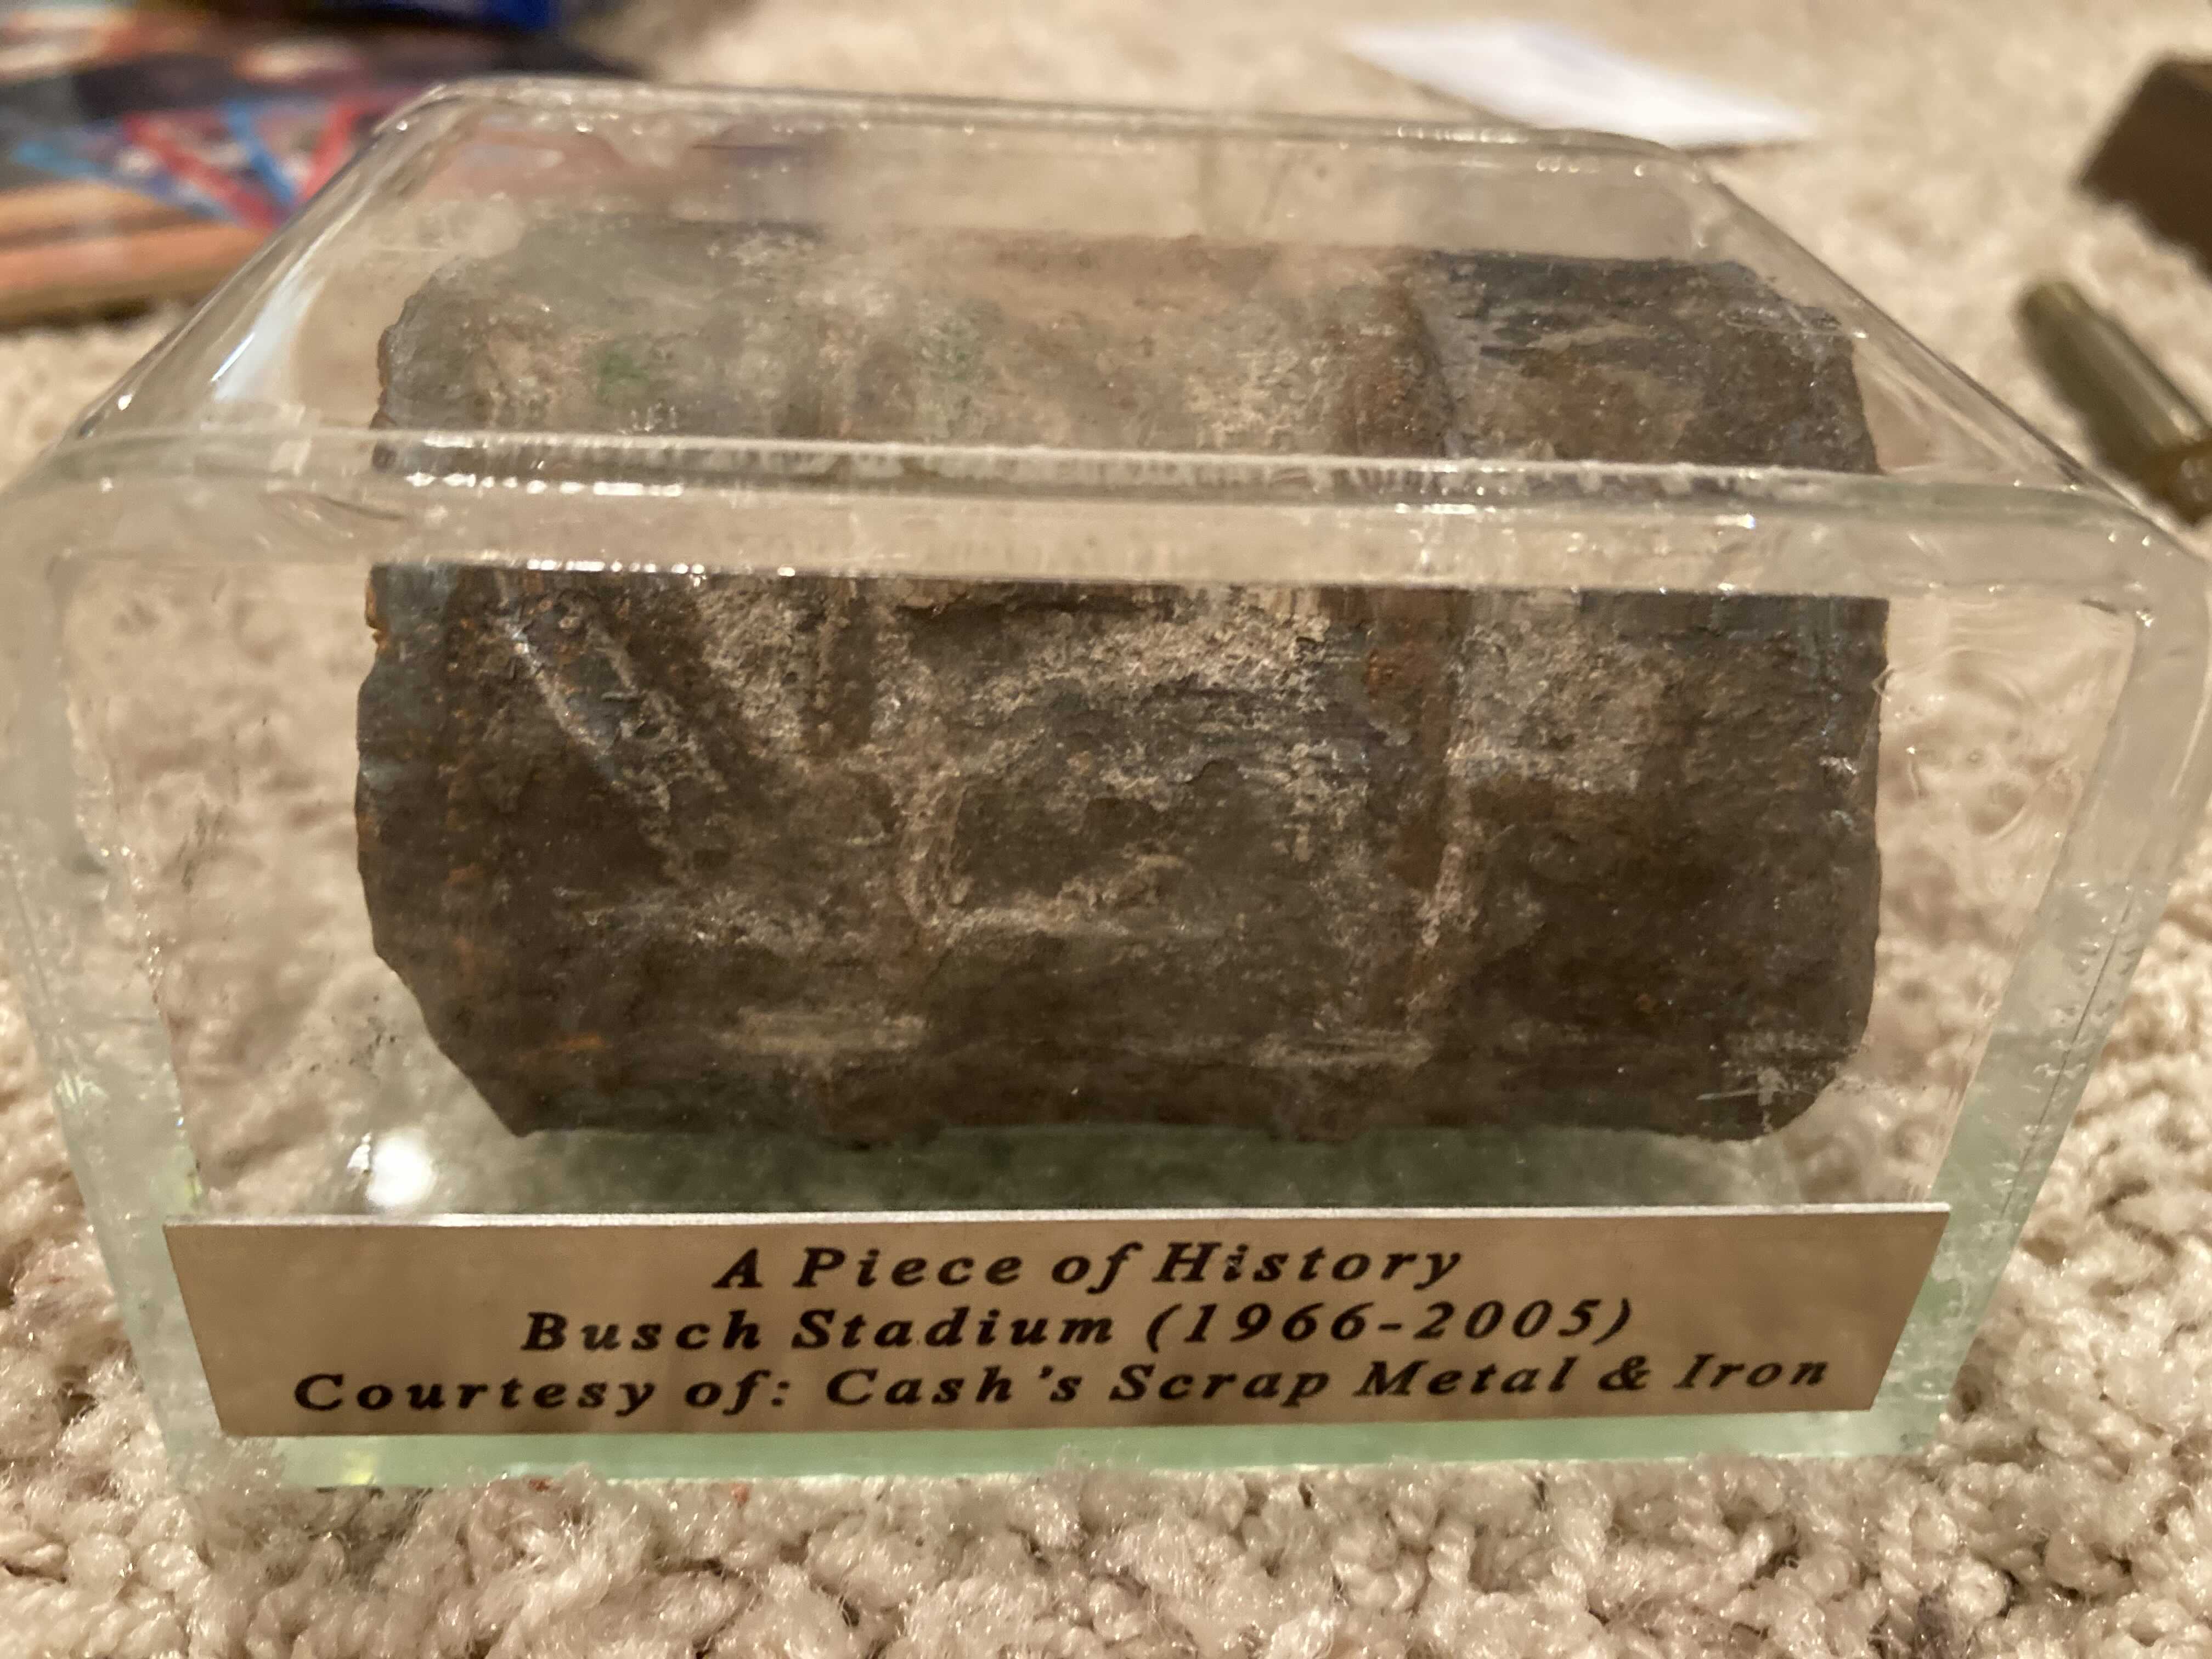 A Piece of History
Busch Stadium (1966-2005)
Courtesy of: Cash's Scrap Metal & Iron